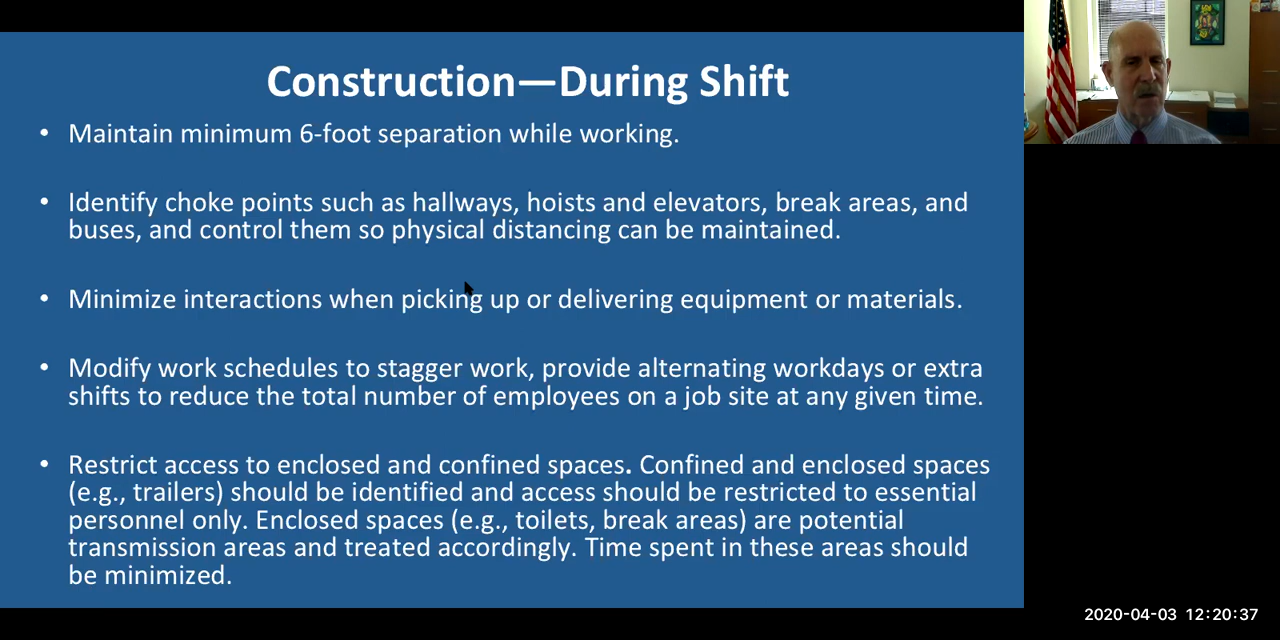 Construction—During Shift
• Maintain minimum 6-foot separation while working.
• Identify choke points such as hallways, hoists and elevators, break areas, and
buses, and control them so physical distancing can be maintained.
• Minimize interactions when picking up or delivering equipment or materials.
• Modify work schedules to stagger work, provide alternating workdays or extra
shifts to reduce the total number of employees on a job site at any given time.
• Restrict access to enclosed and confined spaces. Confined and enclosed spaces
(e.g., trailers) should be identified and access should be restricted to essential
personnel only. Enclosed spaces (e.g., toilets, break areas) are potential
transmission areas and treated accordingly. Time spent in these areas should
be minimized.
2020-04-03 12:20:37